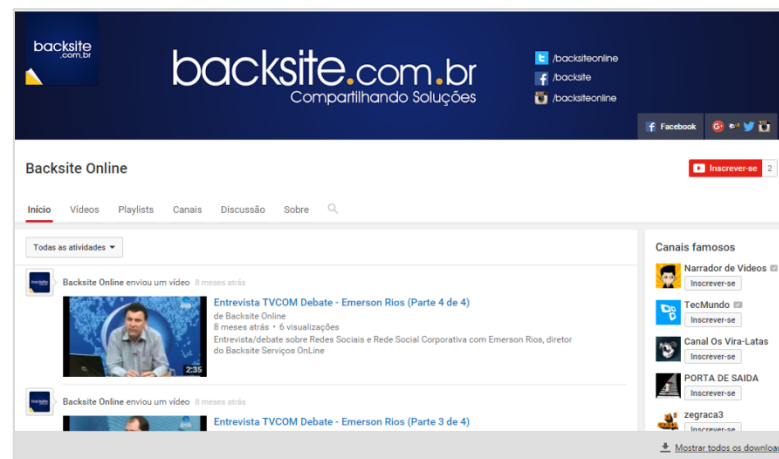 backsite
.com.br
backsite.com.br
Compartilhando Soluções
/backsiteonline
/backsite
/backsiteonline
Facebook
Backsite Online
Inscrever-se 2
Início Vídeos Playlists Canais Discussão Sobre
Todas as atividades
Backsite Online enviou um vídeo 8 meses atrás
Entrevista TVCOM Debate - Emerson Rios (Parte 4 de 4)
de Backsite Online
8 meses atrás • 6 visualizações
Entrevista/debate sobre Redes Sociais e Rede Social Corporativa com Emerson Rios, diretor
do Backsite Serviços OnLine
2:35
Backsite Online enviou um vídeo 8 meses atrás
Entrevista TVCOM Debate - Emerson Rios (Parte 3 de 4)
Canais famosos
Narrador de Videos
Inscrever-se
TecMundo
Inscrever-se
Canal Os Vira-Latas
Inscrever-se
PORTA DE SAIDA
Inscrever-se
zegraca3
Inscrever-se
Mostrar todos os downloa